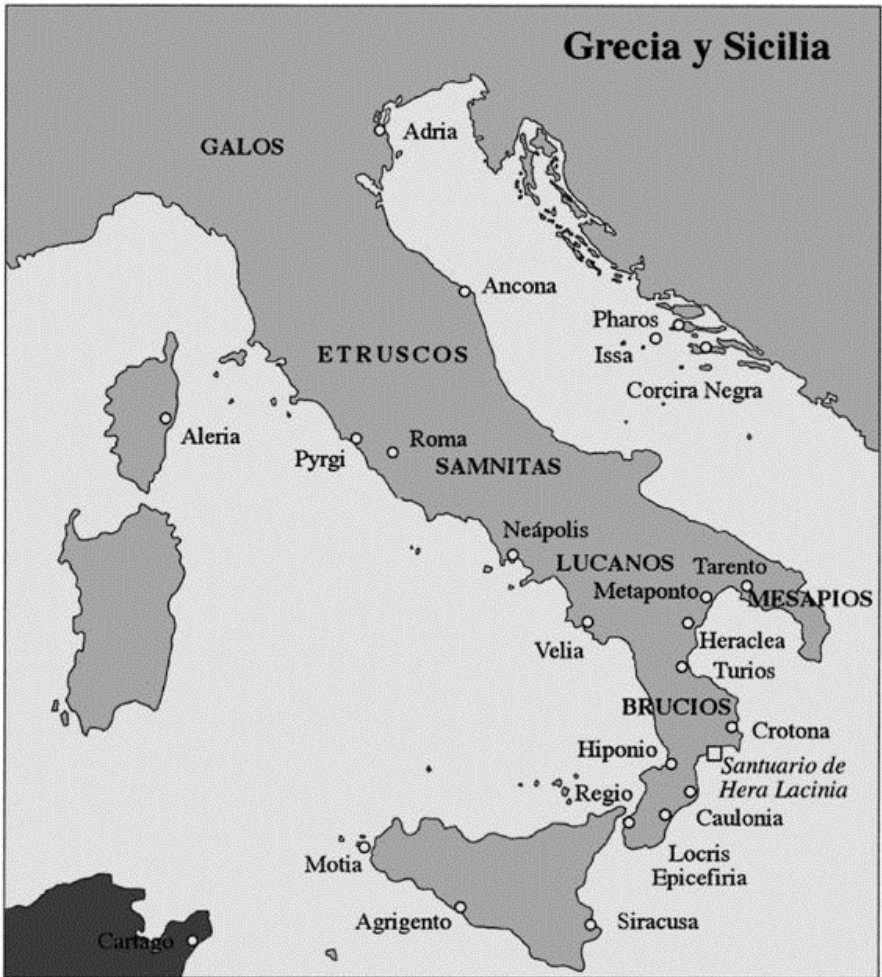 Grecia y Sicilia
Adria
GALOS
Ancona
Pharos
Issa
ETRUSCOS
Corcira Negra
Aleria
Pyrgi
Roma
SAMNITAS
Neápolis
LUCANOS
Tarento
Metaponto
MESAPIOS
Velia
Heraclea
Turios
BRUCIOS
Crotona
Hiponio
Santuario de
Hera Lacinia
Regio
Caulonia
Motia
Locris
Epicefiria
Agrigento
Siracusa
Cartago